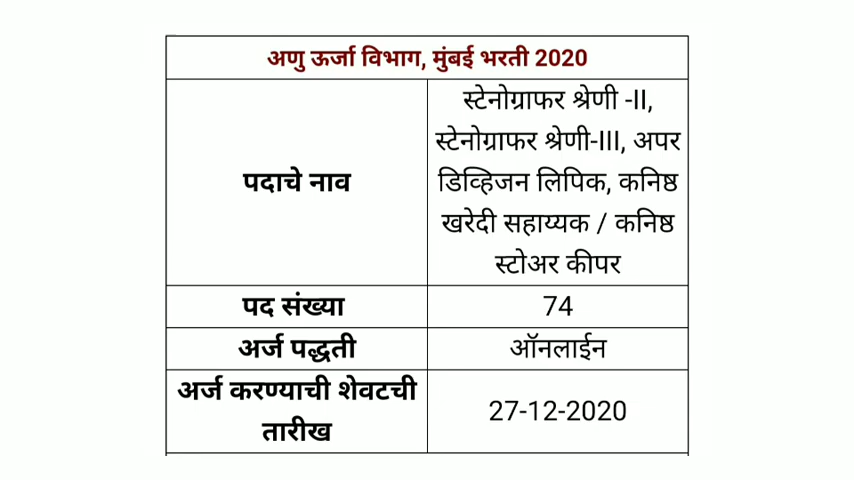 अणु ऊर्जा विभाग, मुंबई भरती 2020
पदाचे नाव
स्टेनोग्राफर श्रेणी -II,
स्टेनोग्राफर श्रेणी-III, अपर
डिव्हिजन लिपिक, कनिष्ठ
खरेदी सहाय्यक / कनिष्ठ
स्टोअर कीपर
पद संख्या
74
अर्ज पद्धती
ऑनलाईन
अर्ज करण्याची शेवटची
तारीख
27-12-2020